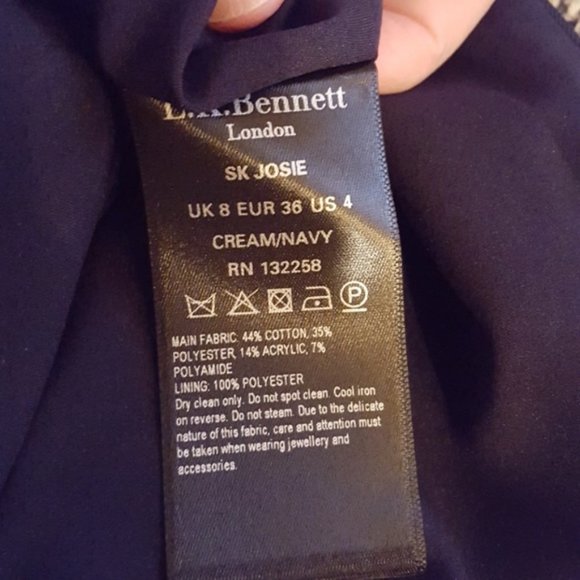 L.K.Bennett
London
SK JOSIE
UK 8 EUR 36 US 4
CREAM/NAVY
RN 132258
P
MAIN FABRIC: 44% COTTON, 35%
POLYESTER, 14% ACRYLIC, 7%
POLYAMIDE
LINING: 100% POLYESTER
Dry clean only. Do not spot clean. Cool iron
on reverse. Do not steam. Due to the delicate
nature of this fabric, care and attention must
be taken when wearing jewellery and
accessories.